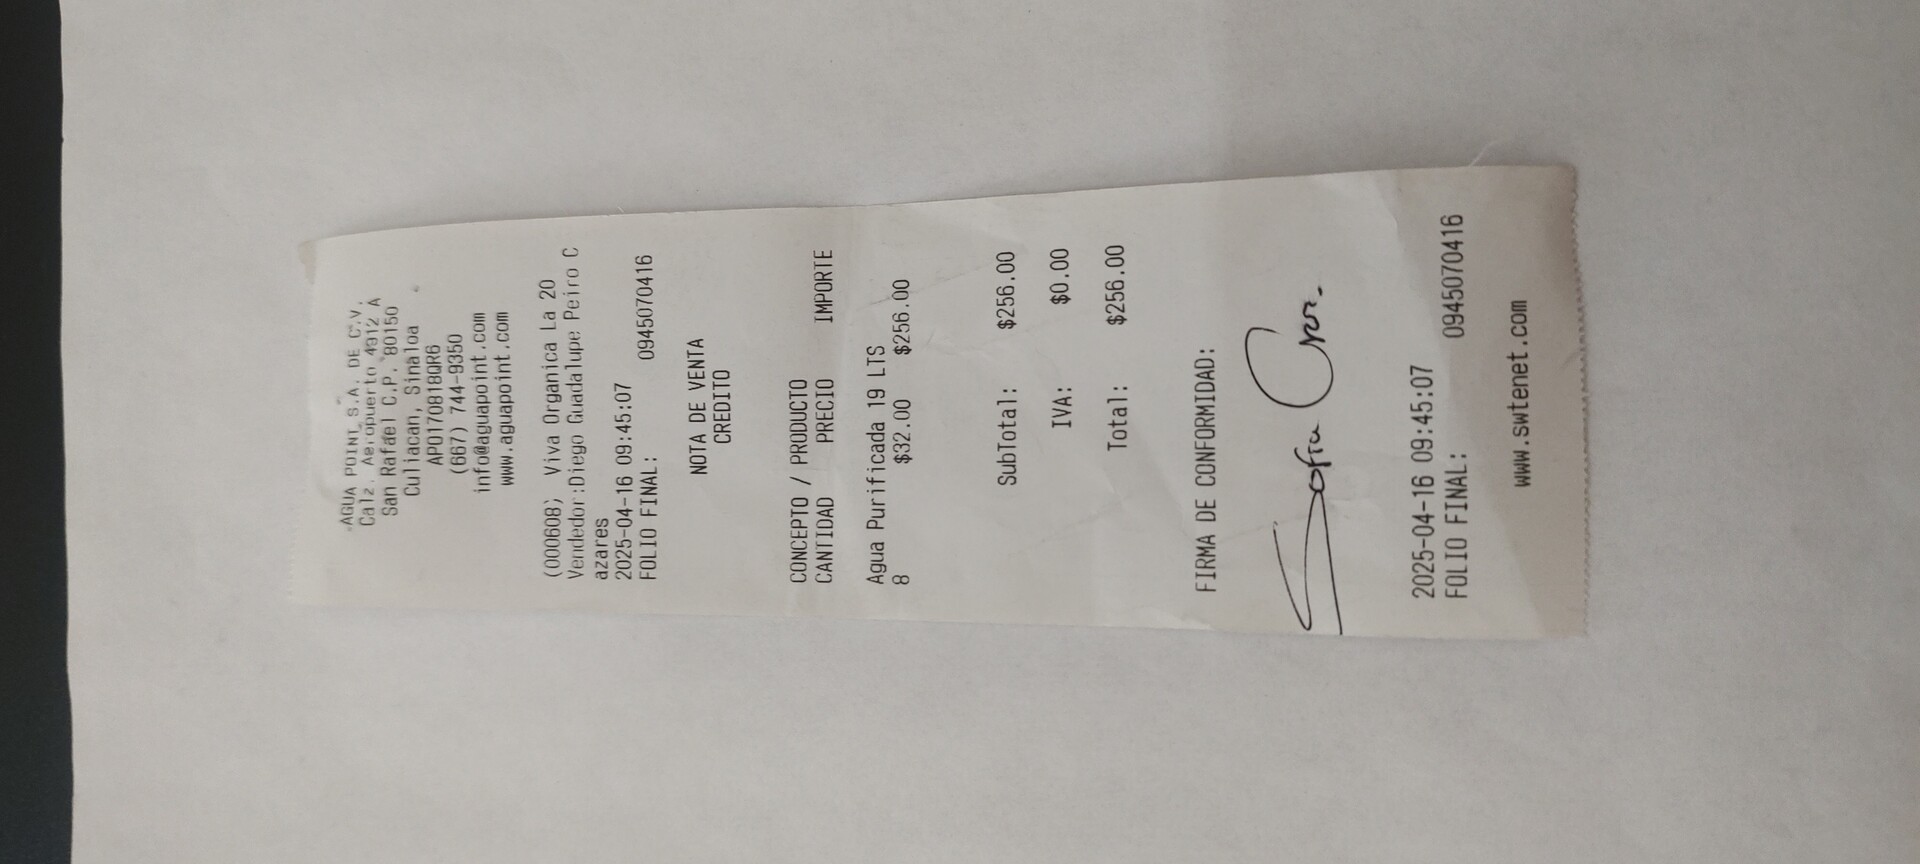 AGUA POINT S.A. DE C.V.
Calz. Aeropuerto 4912 A
San Rafael C.P. 80150
Culiacan, Sinaloa
APO170818QR6
(667) 744-9350
info@aguapoint.com
www.aguapoint.com
(000608; Viva Organica La 20
Vendedor:Diego Guadalupe Peiro C
azares
2025-04-16 09:45:07
FOLIO FINAL: 0945070416
NOTA DE VENTA
CREDITO
CONCEPTO / PRODUCTO
CANTIDAD PRECIO IMPORTE
Agua Purificada 19 LTS
8 $32.00 $256.00
SubTotal: $256.00
IVA: $0.00
Total: $256.00
FIRMA DE CONFORMIDAD:
Sofia
2025-04-16 09:45:07
FOLIO FINAL: 0945070416
www.swtenet.com